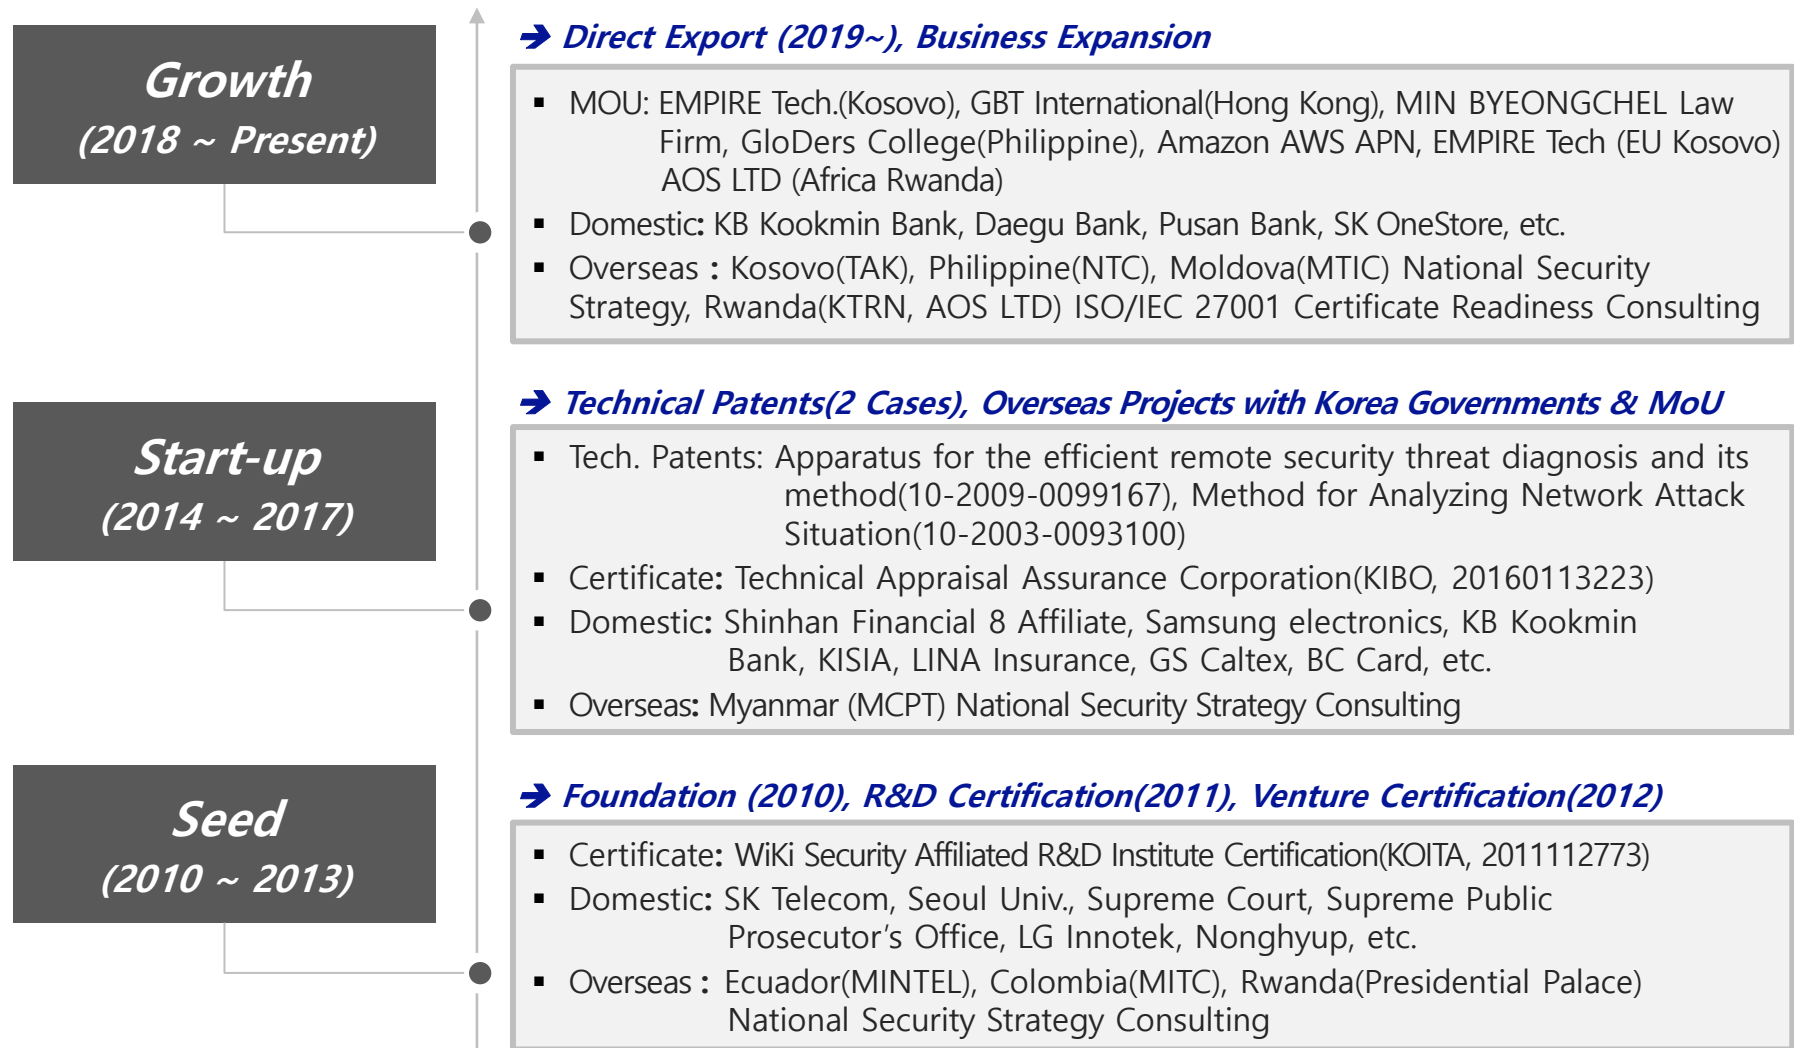 Growth
(2018 ~ Present)
➔ Direct Export (2019~), Business Expansion
▪ MOU: EMPIRE Tech.(Kosovo), GBT International(Hong Kong), MIN BYEONGCHEL Law
Firm, GloDers College(Philippine), Amazon AWS APN, EMPIRE Tech (EU Kosovo)
AOS LTD (Africa Rwanda)
▪ Domestic: KB Kookmin Bank, Daegu Bank, Pusan Bank, SK OneStore, etc.
▪ Overseas : Kosovo(TAK), Philippine(NTC), Moldova(MTIC) National Security
Strategy, Rwanda(KTRN, AOS LTD) ISO/IEC 27001 Certificate Readiness Consulting
Start-up
(2014 ~ 2017)
➔ Technical Patents(2 Cases), Overseas Projects with Korea Governments & MoU
▪ Tech. Patents: Apparatus for the efficient remote security threat diagnosis and its
method(10-2009-0099167), Method for Analyzing Network Attack
Situation(10-2003-0093100)
▪ Certificate: Technical Appraisal Assurance Corporation(KIBO, 20160113223)
▪ Domestic: Shinhan Financial 8 Affiliate, Samsung electronics, KB Kookmin
Bank, KISIA, LINA Insurance, GS Caltex, BC Card, etc.
▪ Overseas: Myanmar (MCPT) National Security Strategy Consulting
Seed
(2010 ~ 2013)
➔ Foundation (2010), R&D Certification(2011), Venture Certification(2012)
▪ Certificate: WiKi Security Affiliated R&D Institute Certification(KOITA, 2011112773)
▪ Domestic: SK Telecom, Seoul Univ., Supreme Court, Supreme Public
Prosecutor's Office, LG Innotek, Nonghyup, etc.
▪ Overseas : Ecuador(MINTEL), Colombia(MITC), Rwanda(Presidential Palace)
National Security Strategy Consulting